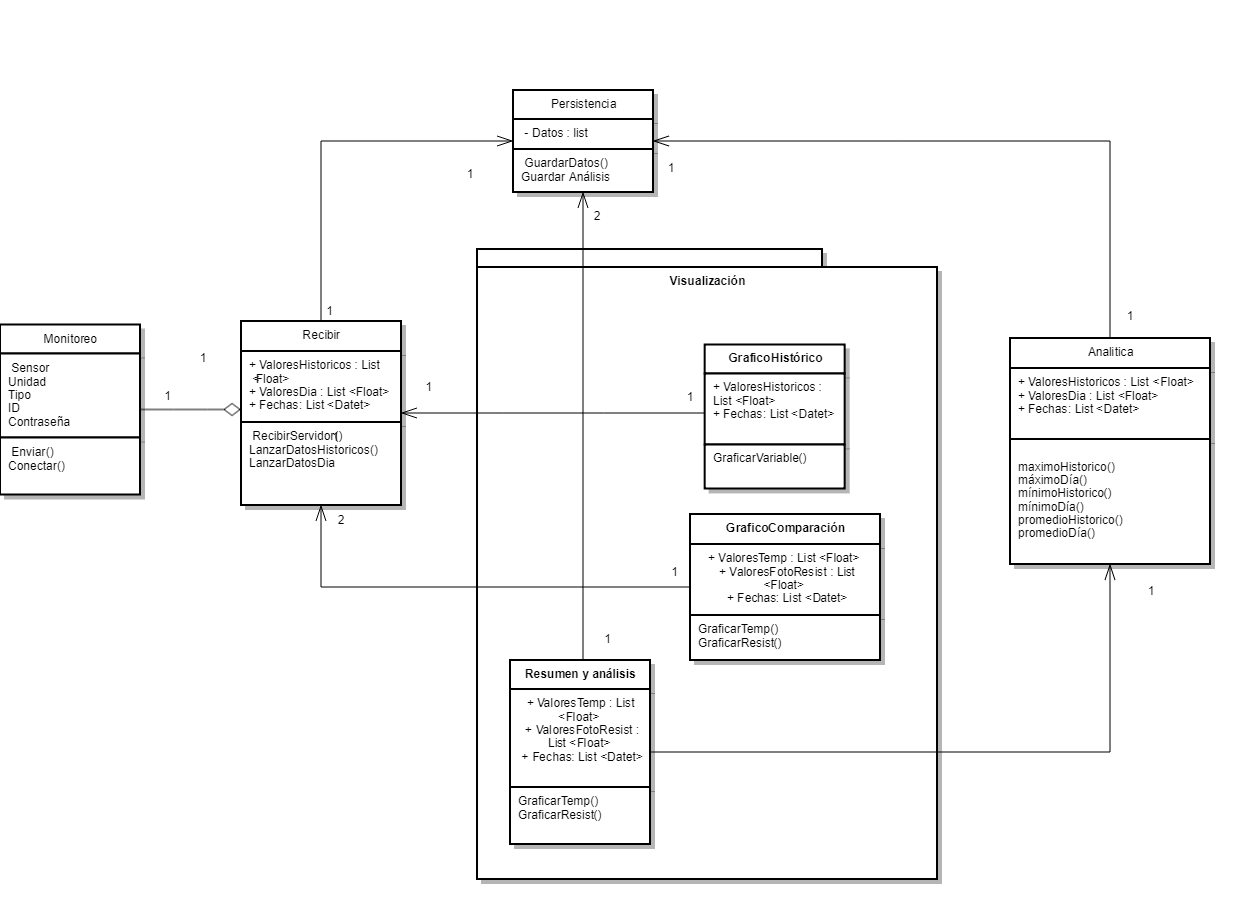 Persistencia
- Datos : list
GuardarDatos()
Guardar Análisis
1
1
2
1
1
Visualización
Monitoreo
Sensor
Unidad
Tipo
ID
Contraseña
Enviar()
Conectar()
1
1
Recibir
+ ValoresHistoricos : List
<Float>
+ ValoresDia : List <Float>
+ Fechas: List <Datet>
RecibirServidor()
LanzarDatosHistoricos()
LanzarDatosDia
1
1
2
GraficoHistórico
+ ValoresHistoricos :
List <Float>
+ Fechas: List <Datet>
GraficarVariable()
GraficoComparación
+ ValoresTemp : List <Float>
+ ValoresFotoResist : List
<Float>
+ Fechas: List <Datet>
GraficarTemp()
GraficarResist()
1
1
Resumen y análisis
+ ValoresTemp : List
<Float>
+ ValoresFotoResist :
List <Float>
+ Fechas: List <Datet>
GraficarTemp()
GraficarResist()
Analitica
+ ValoresHistoricos : List <Float>
+ ValoresDia : List <Float>
+ Fechas: List <Datet>
maximoHistorico()
máximoDía()
mínimoHistorico()
mínimoDía()
promedioHistorico()
promedioDía()
1